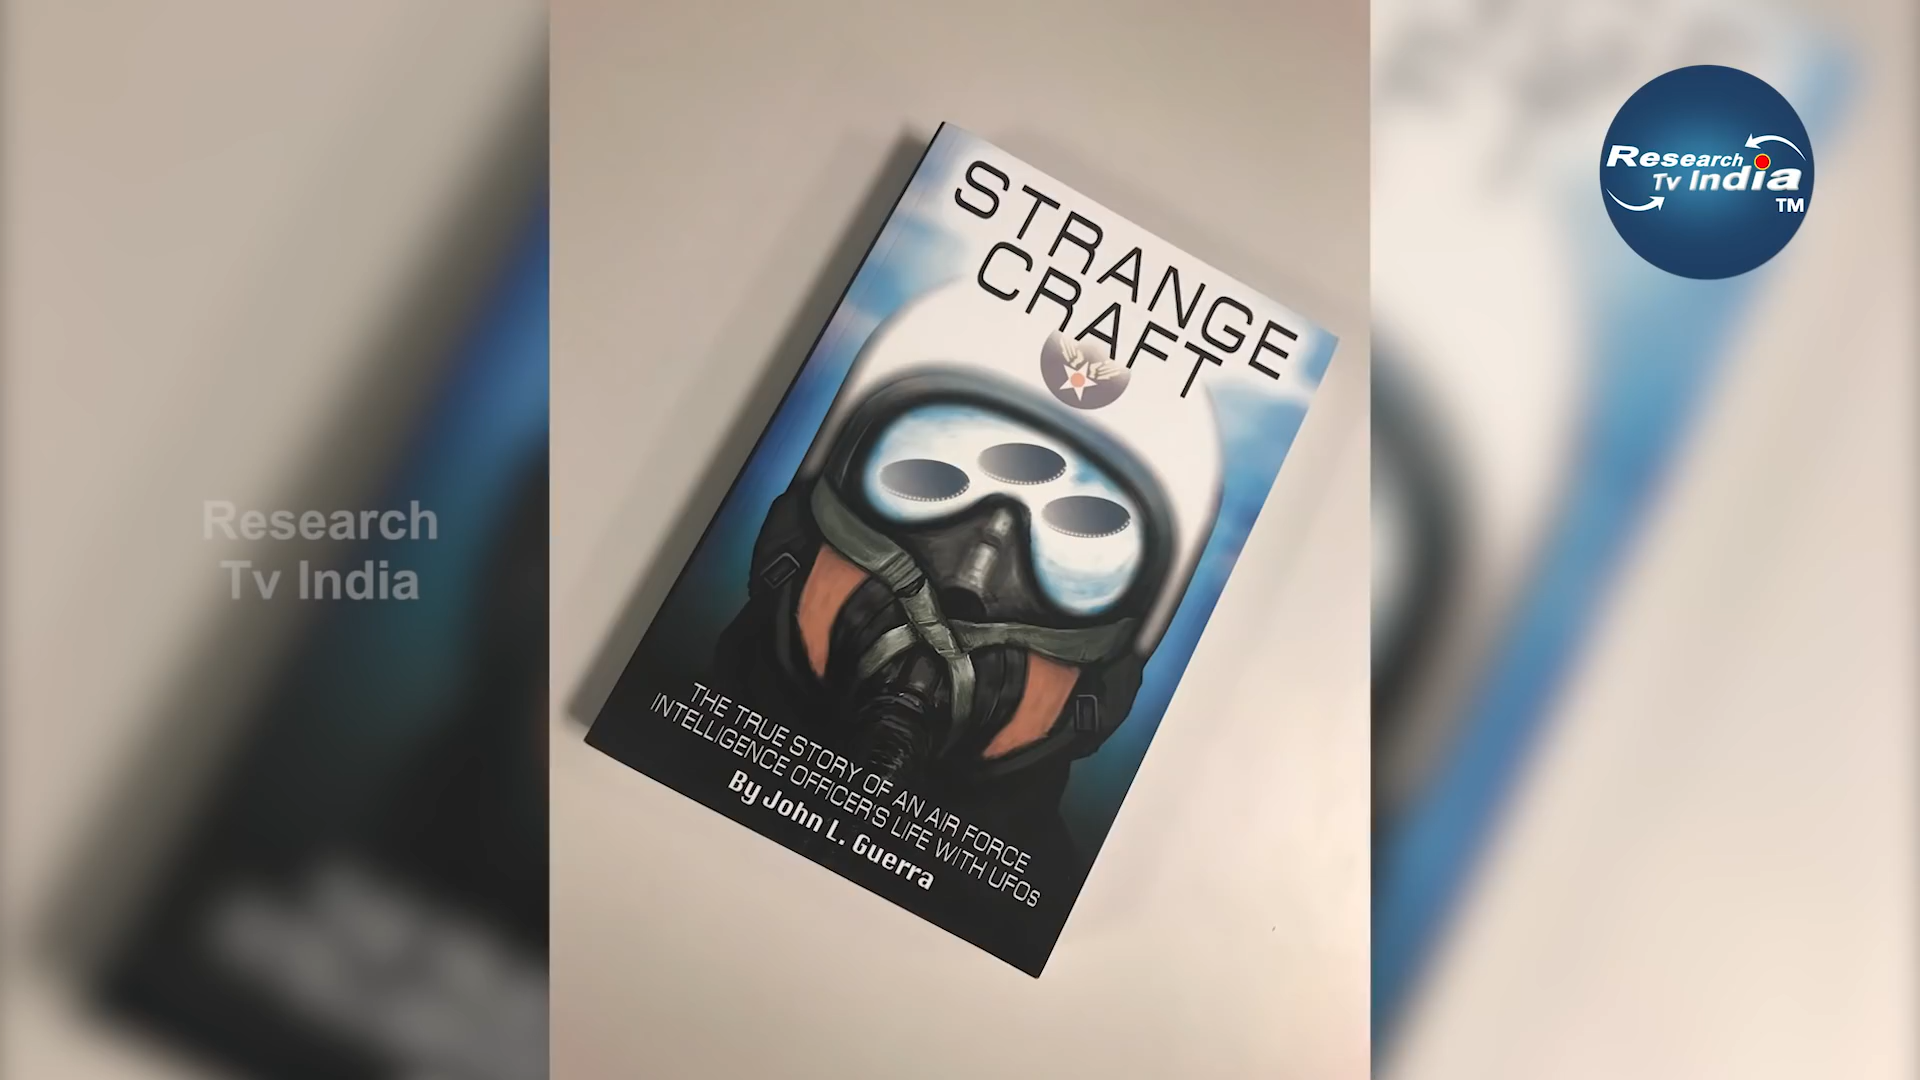 STRANGE
CRAFT
THE TRUE STORY OF AN AIR FORCE
INTELLIGENCE OFFICER'S LIFE WITH UFOs
By John L. Guerra
Research
Tv India
TM
Research
Tv India